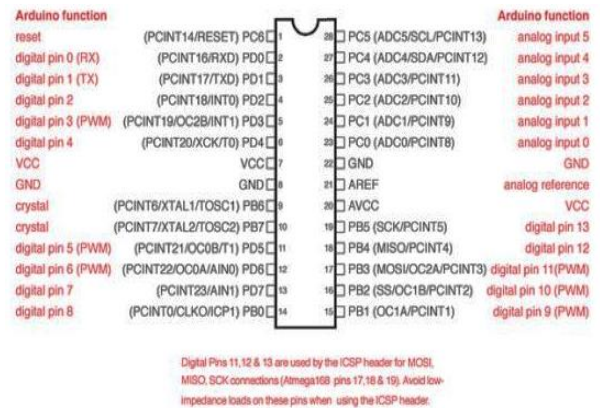 Arduino function Arduino function
reset (PCINT14/RESET) PC6 1 28 PC5 (ADC5/SCL/PCINT13) analog input 5
digital pin 0 (RX) (PCINT16/RXD) PD0 2 27 PC4 (ADC4/SDA/PCINT12) analog input 4
digital pin 1 (TX) (PCINT17/TXD) PD1 3 26 PC3 (ADC3/PCINT11) analog input 3
digital pin 2 (PCINT18/INT0) PD2 4 25 PC2 (ADC2/PCINT10) analog input 2
digital pin 3 (PWM) (PCINT19/OC2B/INT1) PD3 5 24 PC1 (ADC1/PCINT9) analog input 1
digital pin 4 (PCINT20/XCK/T0) PD4 6 23 PC0 (ADC0/PCINT8) analog input 0
VCC VCC 7 22 GND GND
GND GND 8 21 AREF analog reference
crystal (PCINT6/XTAL1/TOSC1) PB6 9 20 AVCC VCC
crystal (PCINT7/XTAL2/TOSC2) PB7 10 19 PB5 (SCK/PCINT5) digital pin 13
digital pin 5 (PWM) (PCINT21/OC0B/T1) PD5 11 18 PB4 (MISO/PCINT4) digital pin 12
digital pin 6 (PWM) (PCINT22/OC0A/AIN0) PD6 12 17 PB3 (MOSI/OC2A/PCINT3) digital pin 11(PWM)
digital pin 7 (PCINT23/AIN1) PD7 13 16 PB2 (SS/OC1B/PCINT2) digital pin 10 (PWM)
digital pin 8 (PCINT0/CLKO/ICP1) PB0 14 15 PB1 (OC1A/PCINT1) digital pin 9 (PWM)
Digital Pins 11,12 & 13 are used by the ICSP header for MOSI,
MISO, SCK connections (Atmega168 pins 17,18 & 19). Avoid low-
impedance loads on these pins when using the ICSP header.